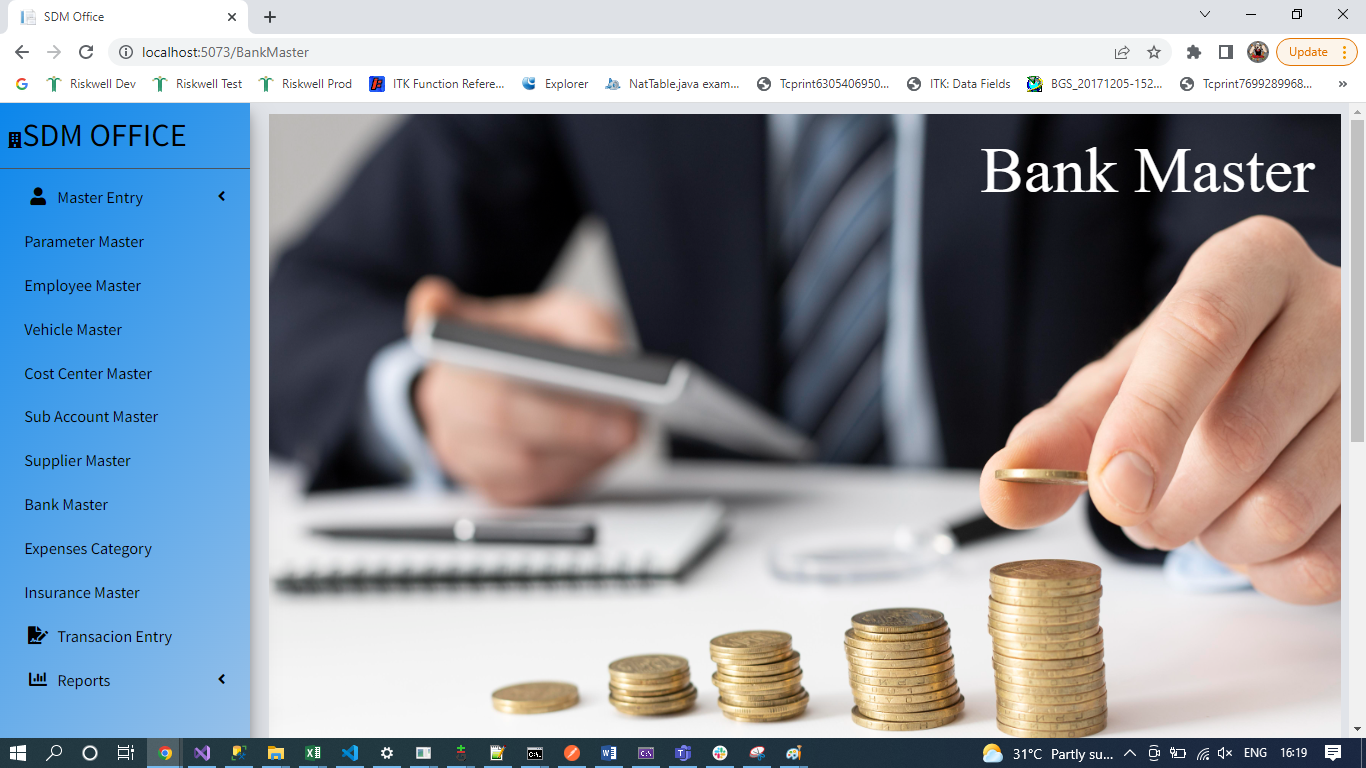 SDM Office
localhost:5073/BankMaster
Update
Riskwell Dev
Riskwell Test
Riskwell Prod
ITK Function Refere...
Explorer
NatTable.java exam...
Tcprint6305406950...
ITK: Data Fields
BGS_20171205-152...
Tcprint7699289968...
»
SDM OFFICE
Bank Master
Master Entry
Parameter Master
Employee Master
Vehicle Master
Cost Center Master
Sub Account Master
Supplier Master
Bank Master
Expenses Category
Insurance Master
Transacion Entry
Reports
31°C Partly su...
ENG
16:19